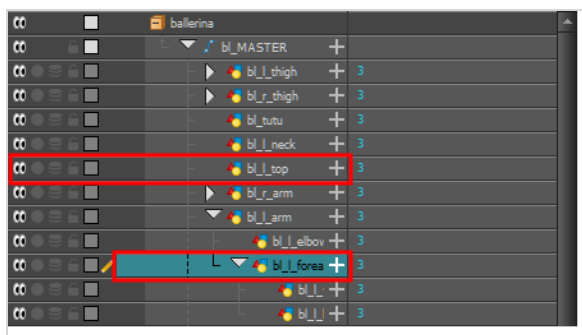 ballerina
bl_MASTER
bl_l_thigh 3
bl_r_thigh 3
bl_tutu 3
bl_l_neck 3
bl_l_top 3
bl_r_arm 3
bl_l_arm 3
bl_l_elbov 3
bl_l_forea 3
3
3